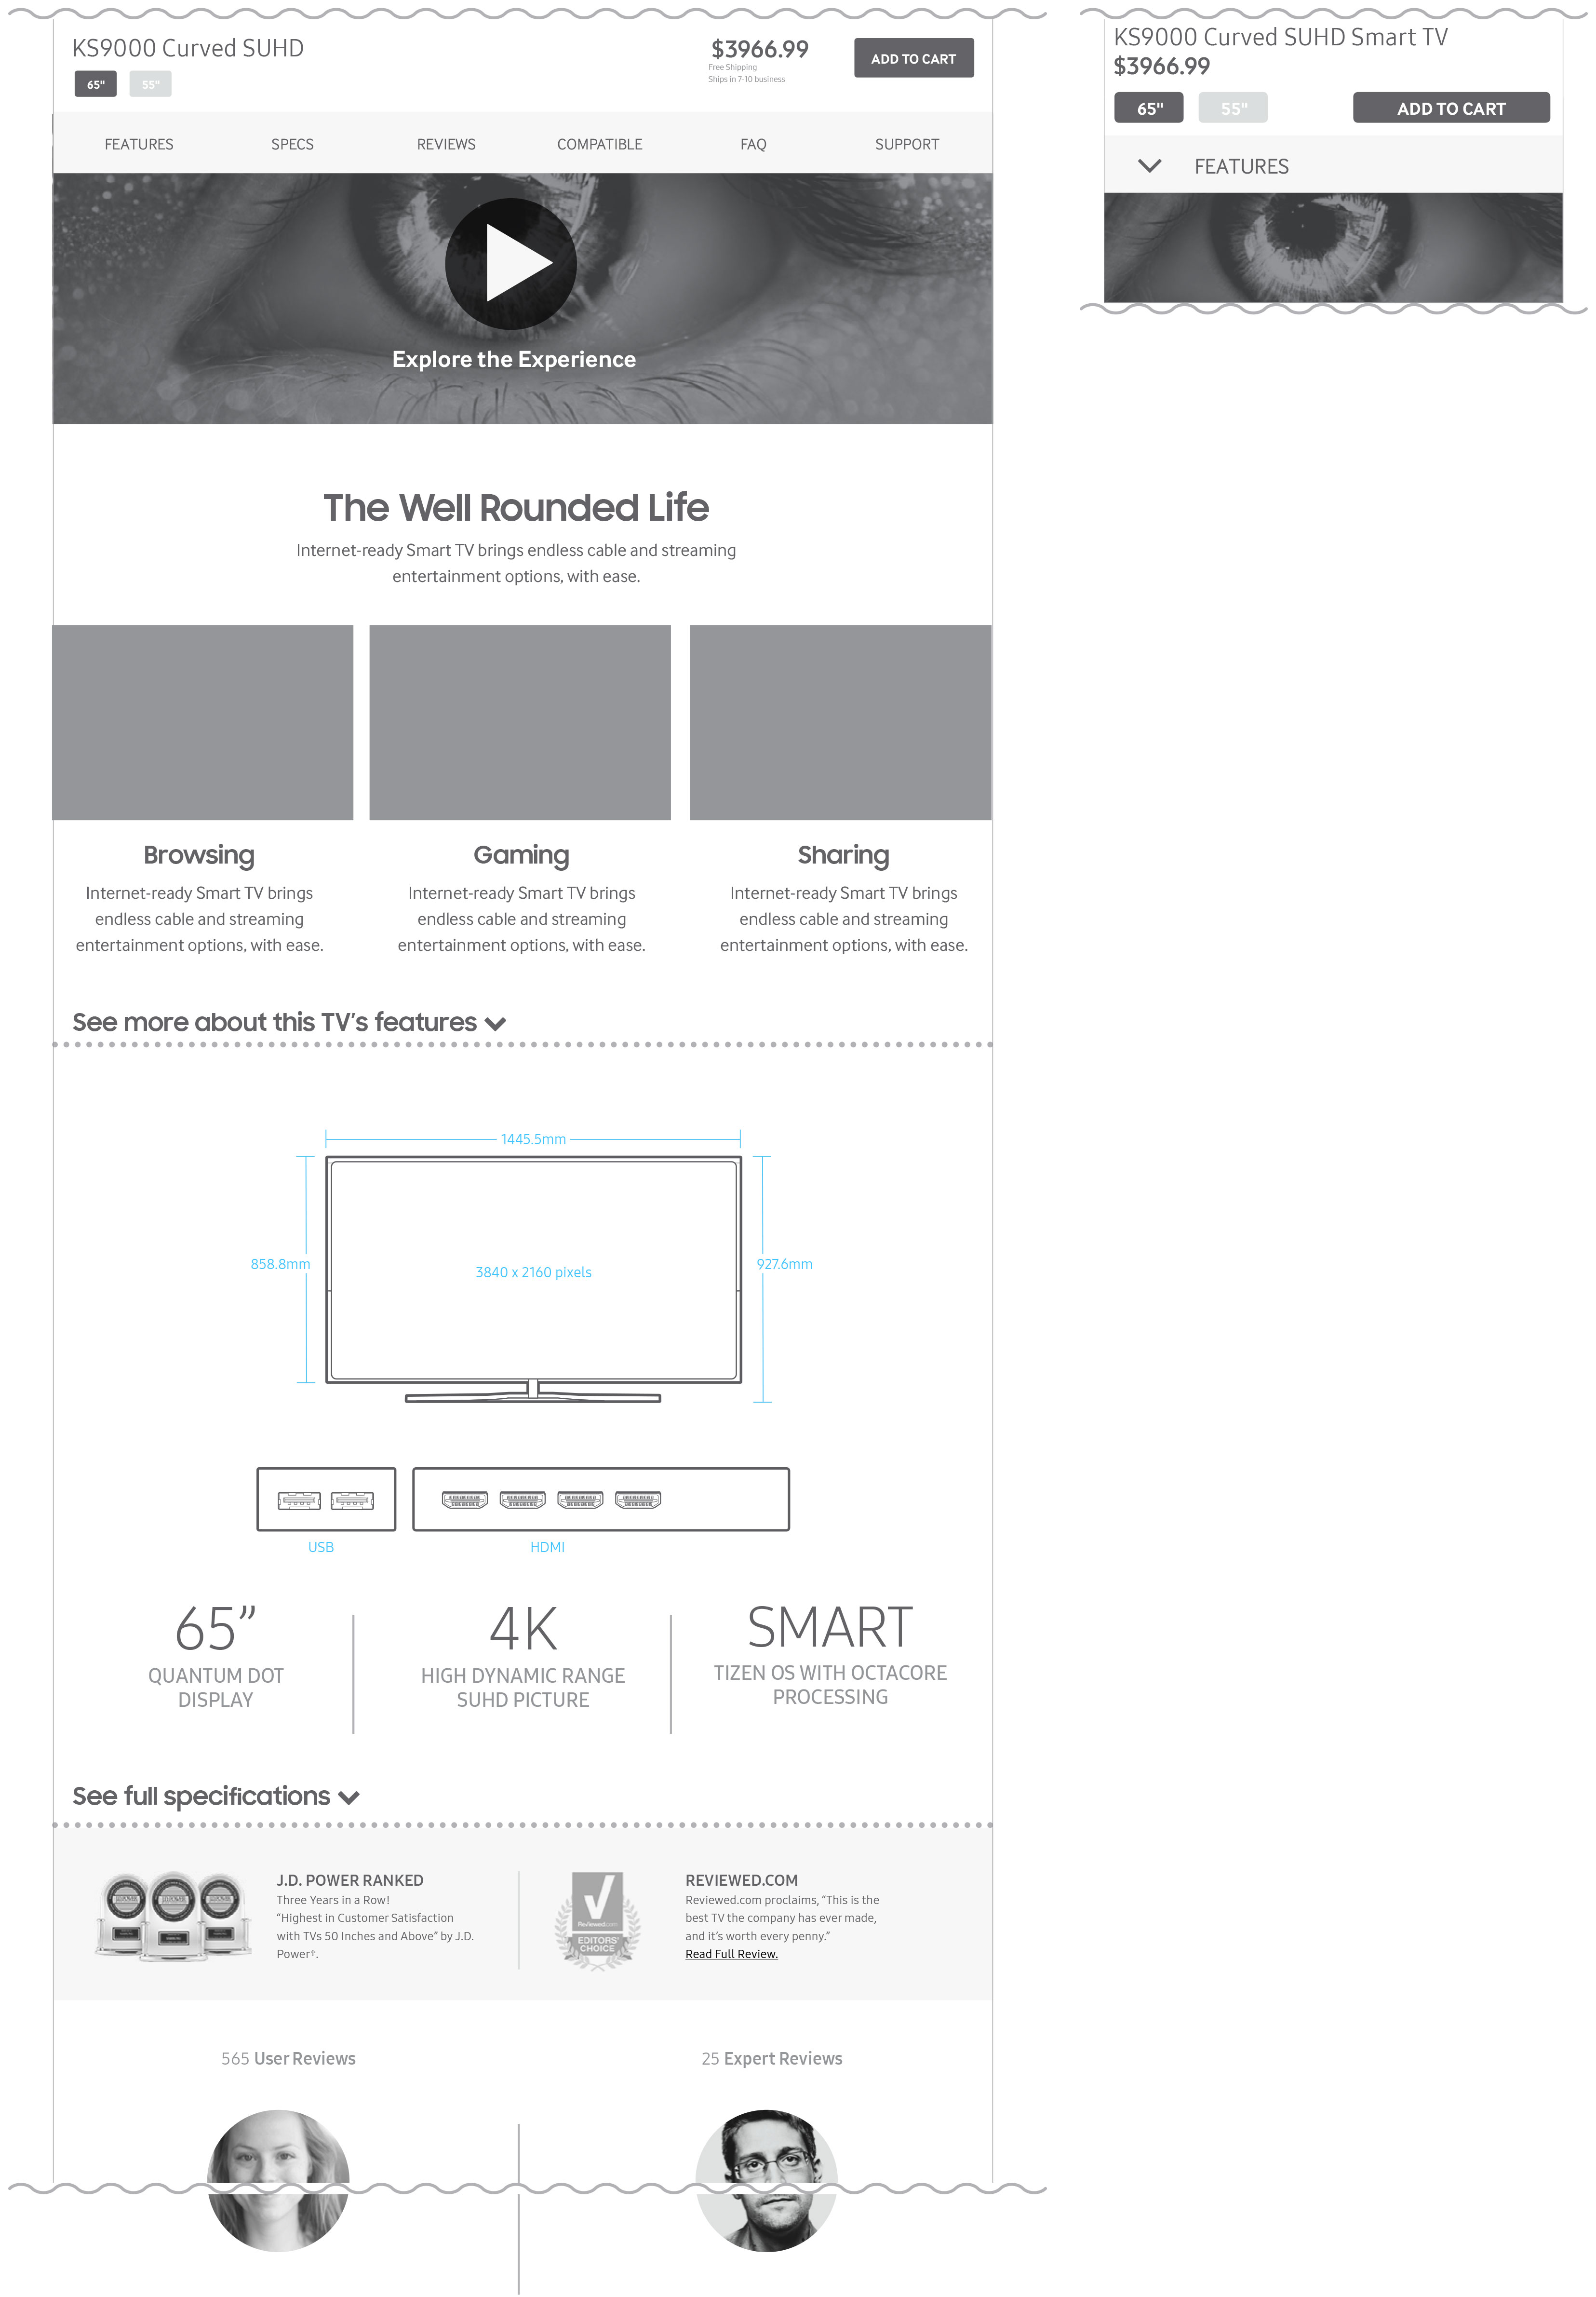 KS9000 Curved SUHD
65"
55"
$3966.99
Free Shipping
Ships in 7-10 business
ADD TO CART
FEATURES
SPECS
REVIEWS
COMPATIBLE
FAQ
SUPPORT
Explore the Experience
The Well Rounded Life
Internet-ready Smart TV brings endless cable and streaming
entertainment options, with ease.
Browsing
Internet-ready Smart TV brings
endless cable and streaming
entertainment options, with ease.
Gaming
Internet-ready Smart TV brings
endless cable and streaming
entertainment options, with ease.
Sharing
Internet-ready Smart TV brings
endless cable and streaming
entertainment options, with ease.
See more about this TV’s features
1445.5mm
858.8mm
3840 x 2160 pixels
927.6mm
USB
HDMI
65”
QUANTUM DOT
DISPLAY
4K
HIGH DYNAMIC RANGE
SUHD PICTURE
SMART
TIZEN OS WITH OCTACORE
PROCESSING
See full specifications
J.D. POWER RANKED
Three Years in a Row!
“Highest in Customer Satisfaction
with TVs 50 Inches and Above” by J.D.
Power†.
Reviewed.com
EDITORS'
CHOICE
REVIEWED.COM
Reviewed.com proclaims, “This is the
best TV the company has ever made,
and it’s worth every penny.”
Read Full Review.
565 User Reviews
25 Expert Reviews
KS9000 Curved SUHD Smart TV
$3966.99
65"
55"
ADD TO CART
FEATURES